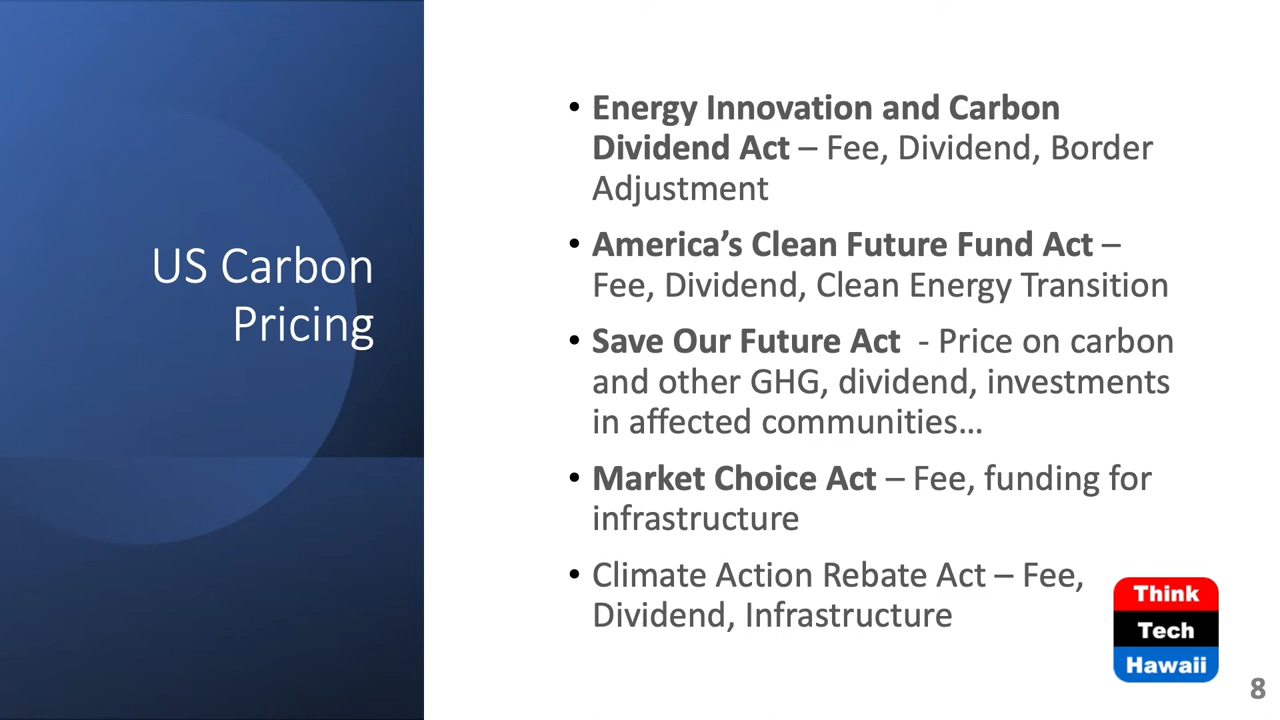 US Carbon
Pricing
• Energy Innovation and Carbon
Dividend Act – Fee, Dividend, Border
Adjustment
• America’s Clean Future Fund Act –
Fee, Dividend, Clean Energy Transition
• Save Our Future Act  - Price on carbon
and other GHG, dividend, investments
in affected communities…
• Market Choice Act – Fee, funding for
infrastructure
• Climate Action Rebate Act – Fee,
Dividend, Infrastructure
Think
Tech
Hawaii
8